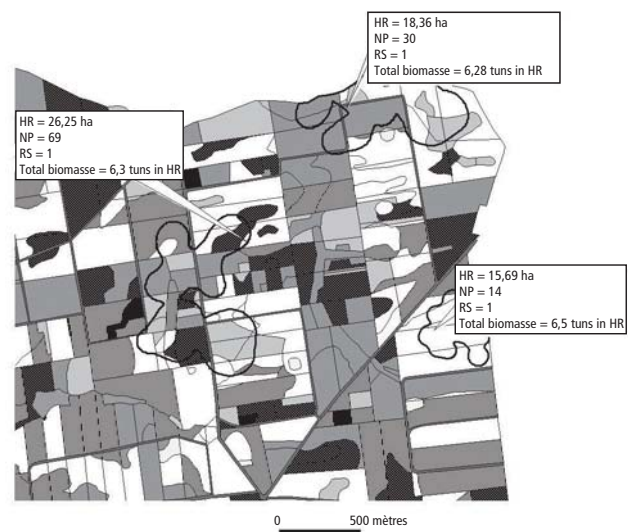 HR = 18,36 ha
NP = 30
RS = 1
Total biomasse = 6,28 tuns in HR
HR = 26,25 ha
NP = 69
RS = 1
Total biomasse = 6,3 tuns in HR
HR = 15,69 ha
NP = 14
RS = 1
Total biomasse = 6,5 tuns in HR
0 500 mètres